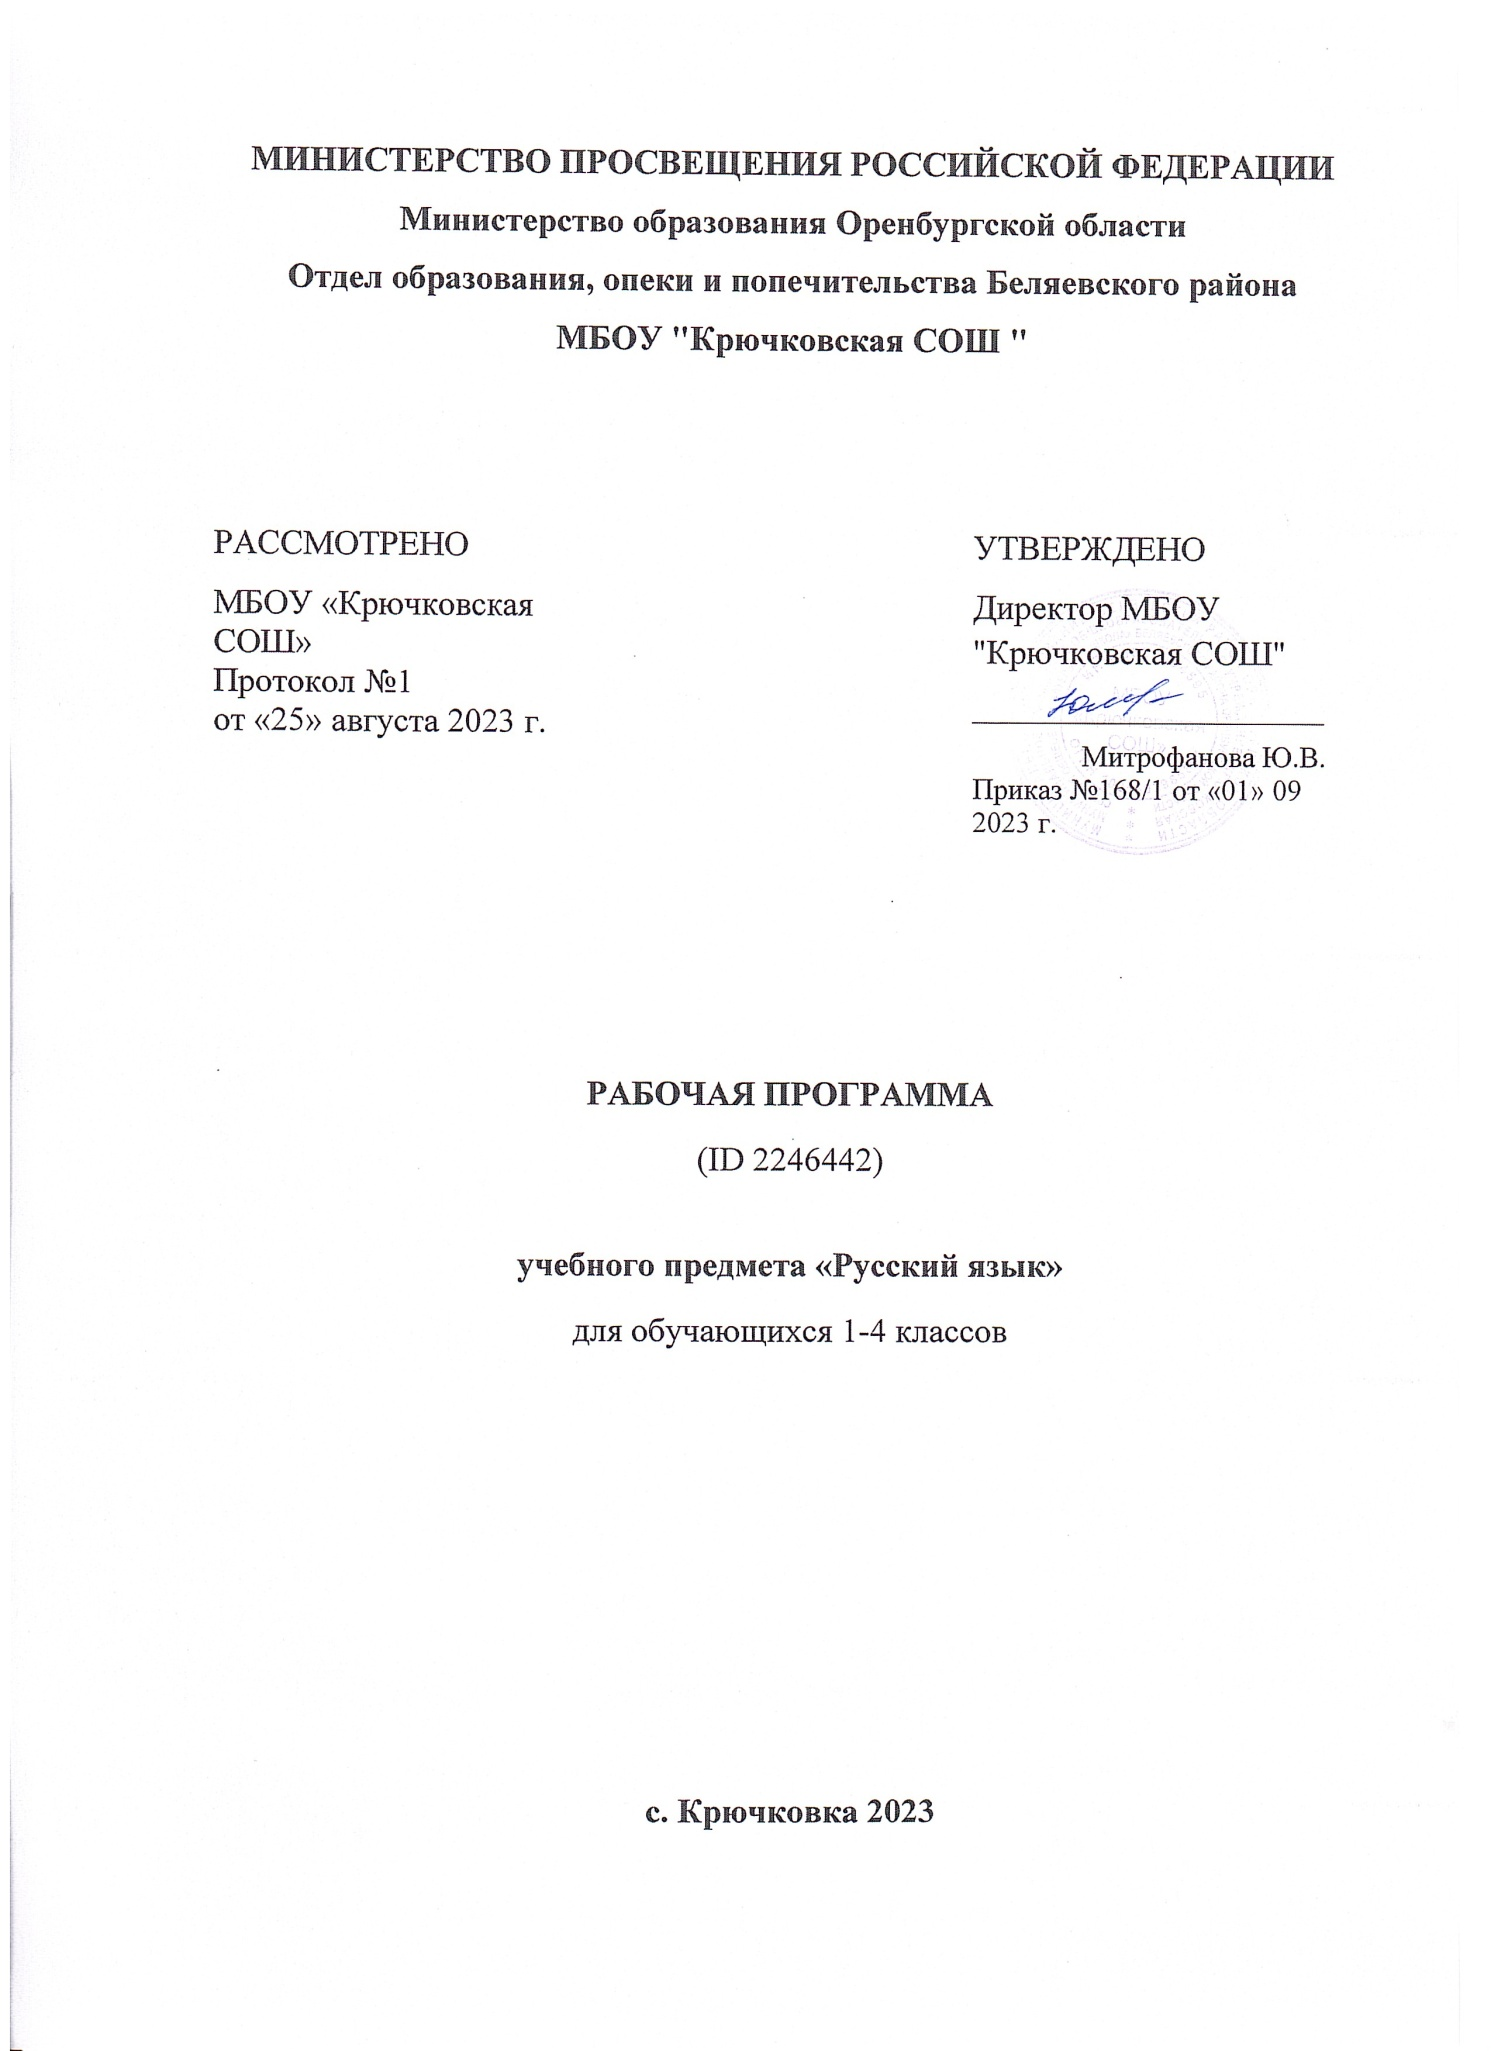 МИНИСТЕРСТВО ПРОСВЕЩЕНИЯ РОССИЙСКОЙ ФЕДЕРАЦИИ
Министерство образования Оренбургской области
Отдел образования, опеки и попечительства Беляевского района
МБОУ "Крючковская СОШ "
РАССМОТРЕНО
МБОУ «Крючковская
СОШ»
Протокол №1
от «25» августа 2023 г.
УТВЕРЖДЕНО
Директор МБОУ
"Крючковская СОШ"
Митрофанова Ю.В.
Приказ №168/1 от «01» 09
2023 г.
РАБОЧАЯ ПРОГРАММА
(ID 2246442)
учебного предмета «Русский язык»
для обучающихся 1-4 классов
с. Крючковка 2023